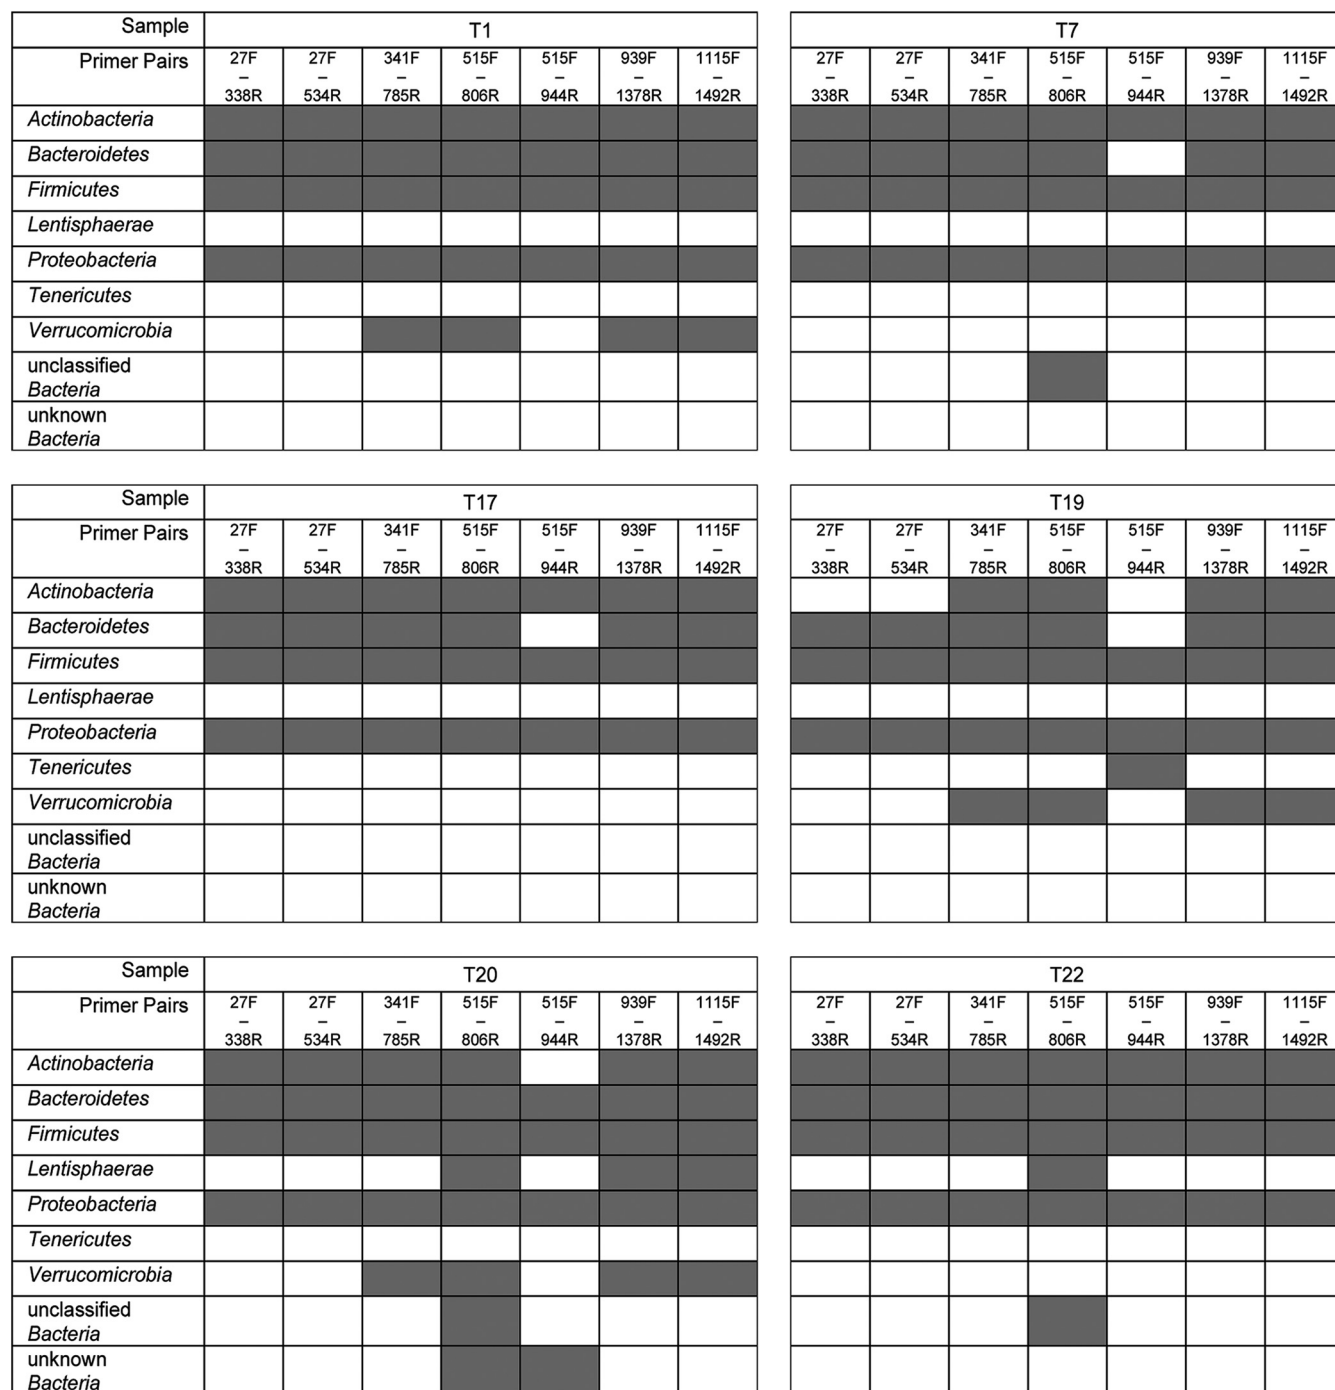 Sample T1
Primer Pairs 27F – 338R 27F – 534R 341F – 785R 515F – 806R 515F – 944R 939F – 1378R 1115F – 1492R
Actinobacteria
Bacteroidetes
Firmicutes
Lentisphaerae
Proteobacteria
Tenericutes
Verrucomicrobia
unclassified
Bacteria
unknown
Bacteria
T7
27F – 338R 27F – 534R 341F – 785R 515F – 806R 515F – 944R 939F – 1378R 1115F – 1492R
Sample T17
Primer Pairs 27F – 338R 27F – 534R 341F – 785R 515F – 806R 515F – 944R 939F – 1378R 1115F – 1492R
Actinobacteria
Bacteroidetes
Firmicutes
Lentisphaerae
Proteobacteria
Tenericutes
Verrucomicrobia
unclassified
Bacteria
unknown
Bacteria
T19
27F – 338R 27F – 534R 341F – 785R 515F – 806R 515F – 944R 939F – 1378R 1115F – 1492R
Sample T20
Primer Pairs 27F – 338R 27F – 534R 341F – 785R 515F – 806R 515F – 944R 939F – 1378R 1115F – 1492R
Actinobacteria
Bacteroidetes
Firmicutes
Lentisphaerae
Proteobacteria
Tenericutes
Verrucomicrobia
unclassified
Bacteria
unknown
Bacteria
T22
27F – 338R 27F – 534R 341F – 785R 515F – 806R 515F – 944R 939F – 1378R 1115F – 1492R